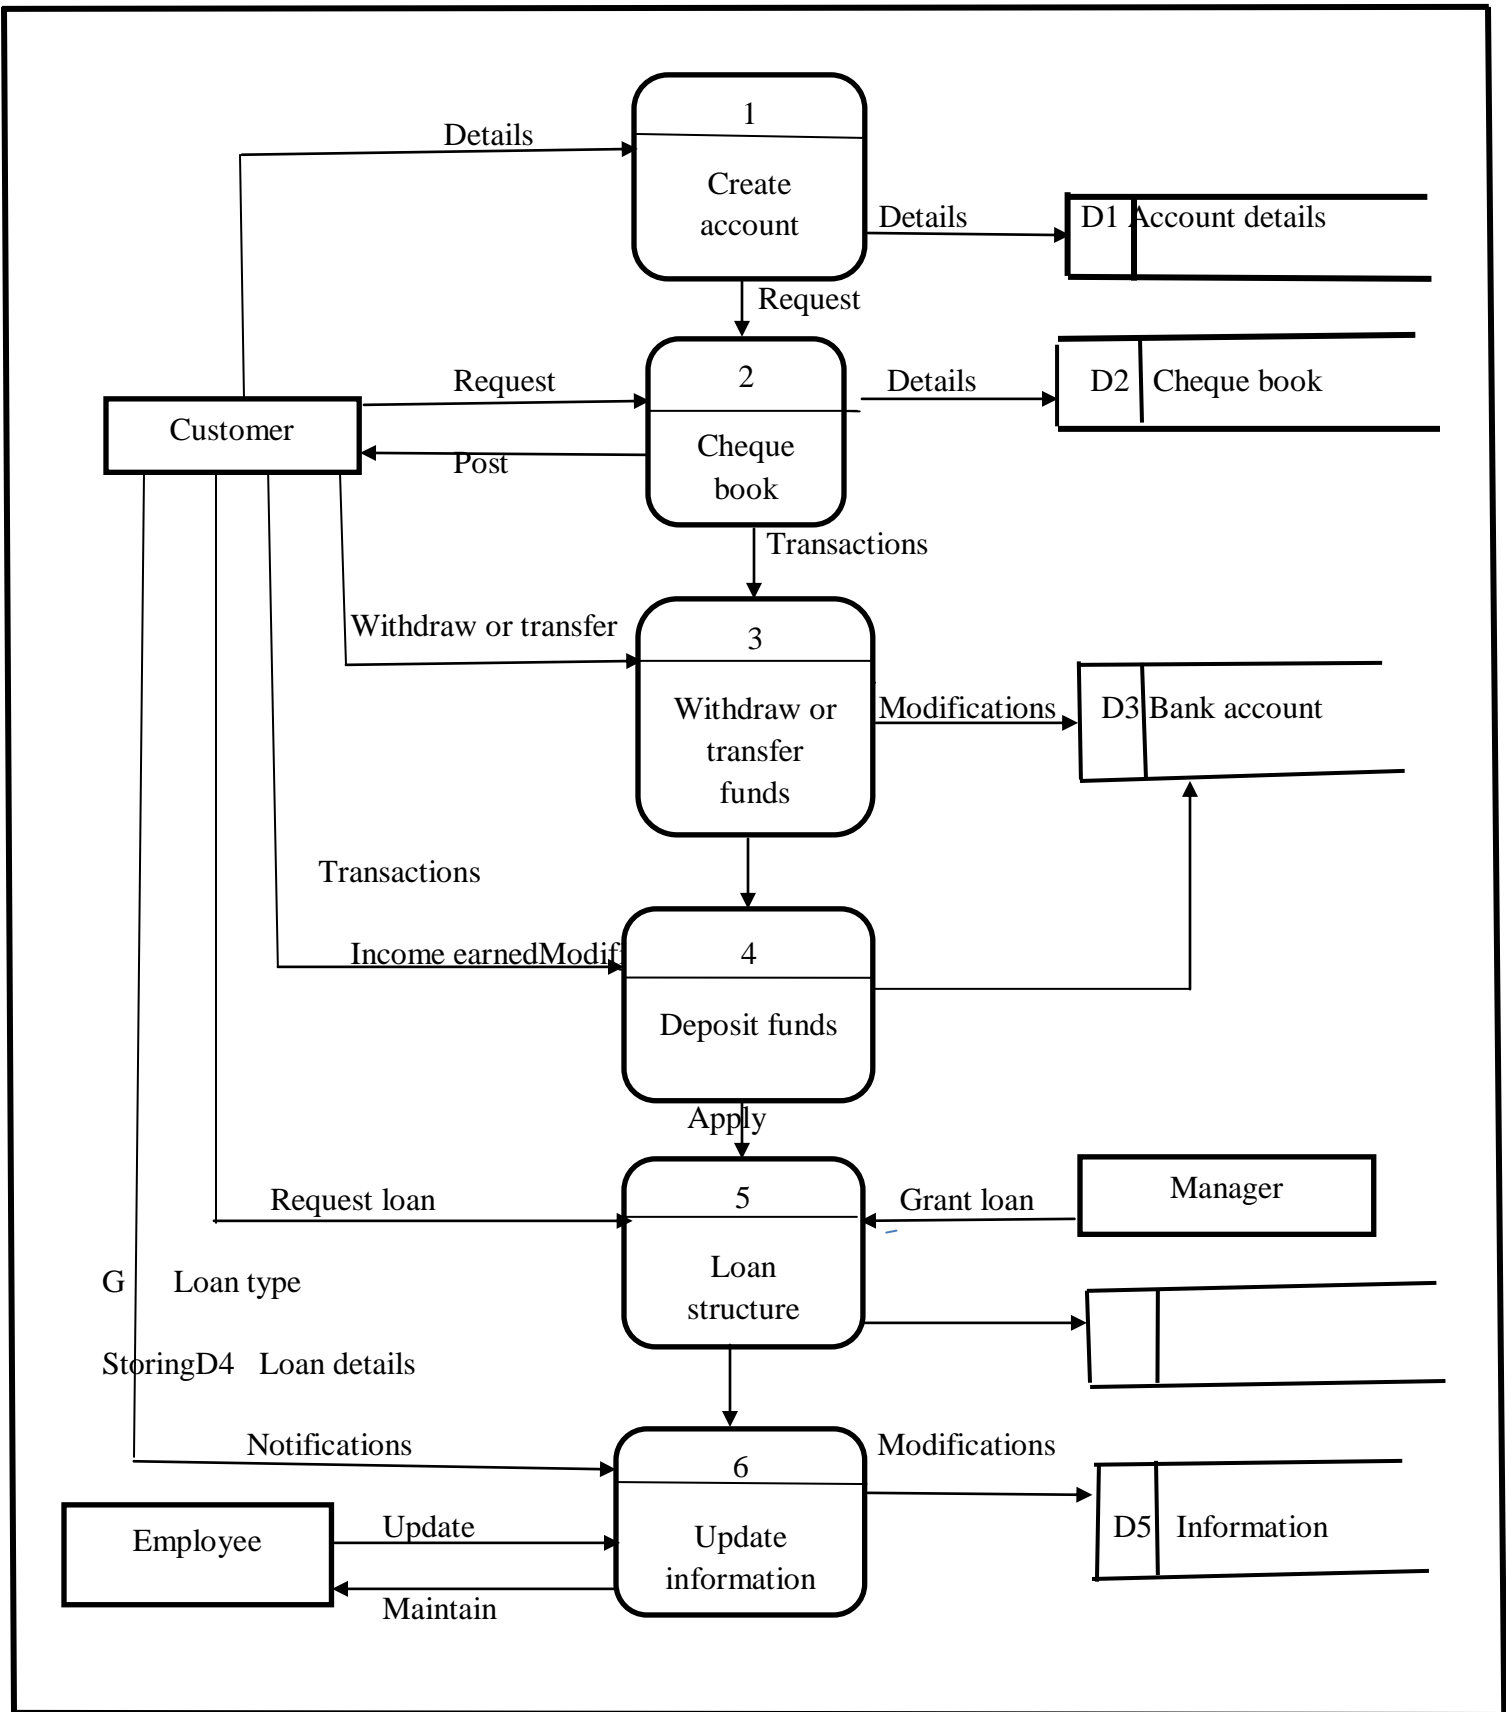 1
Details
Create
account
Details
D1 Account details
Request
2
Request
Details
D2 Cheque book
Customer
Cheque
book
Post
Transactions
Withdraw or transfer
3
Withdraw or
transfer
funds
Modifications
D3 Bank account
Transactions
Income earnedModif
4
Deposit funds
Apply
Manager
Request loan
5
Grant loan
Loan
structure
G Loan type
StoringD4 Loan details
Notifications
Modifications
6
Employee
Update
Update
information
D5 Information
Maintain